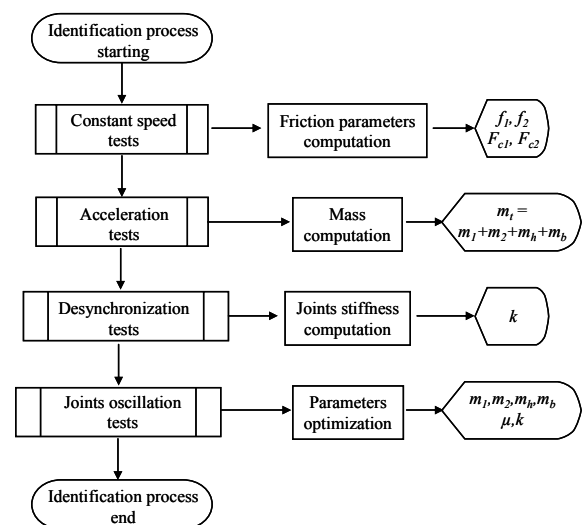 Identification process
starting
Constant speed
tests
Friction parameters
computation
f1, f2
Fc1, Fc2
Acceleration
tests
Mass
computation
mt =
m1+m2+mh+mb
Desynchronization
tests
Joints stiffness
computation
k
Joints oscillation
tests
Parameters
optimization
m1,m2,mh,mb
μ,k
Identification process
end